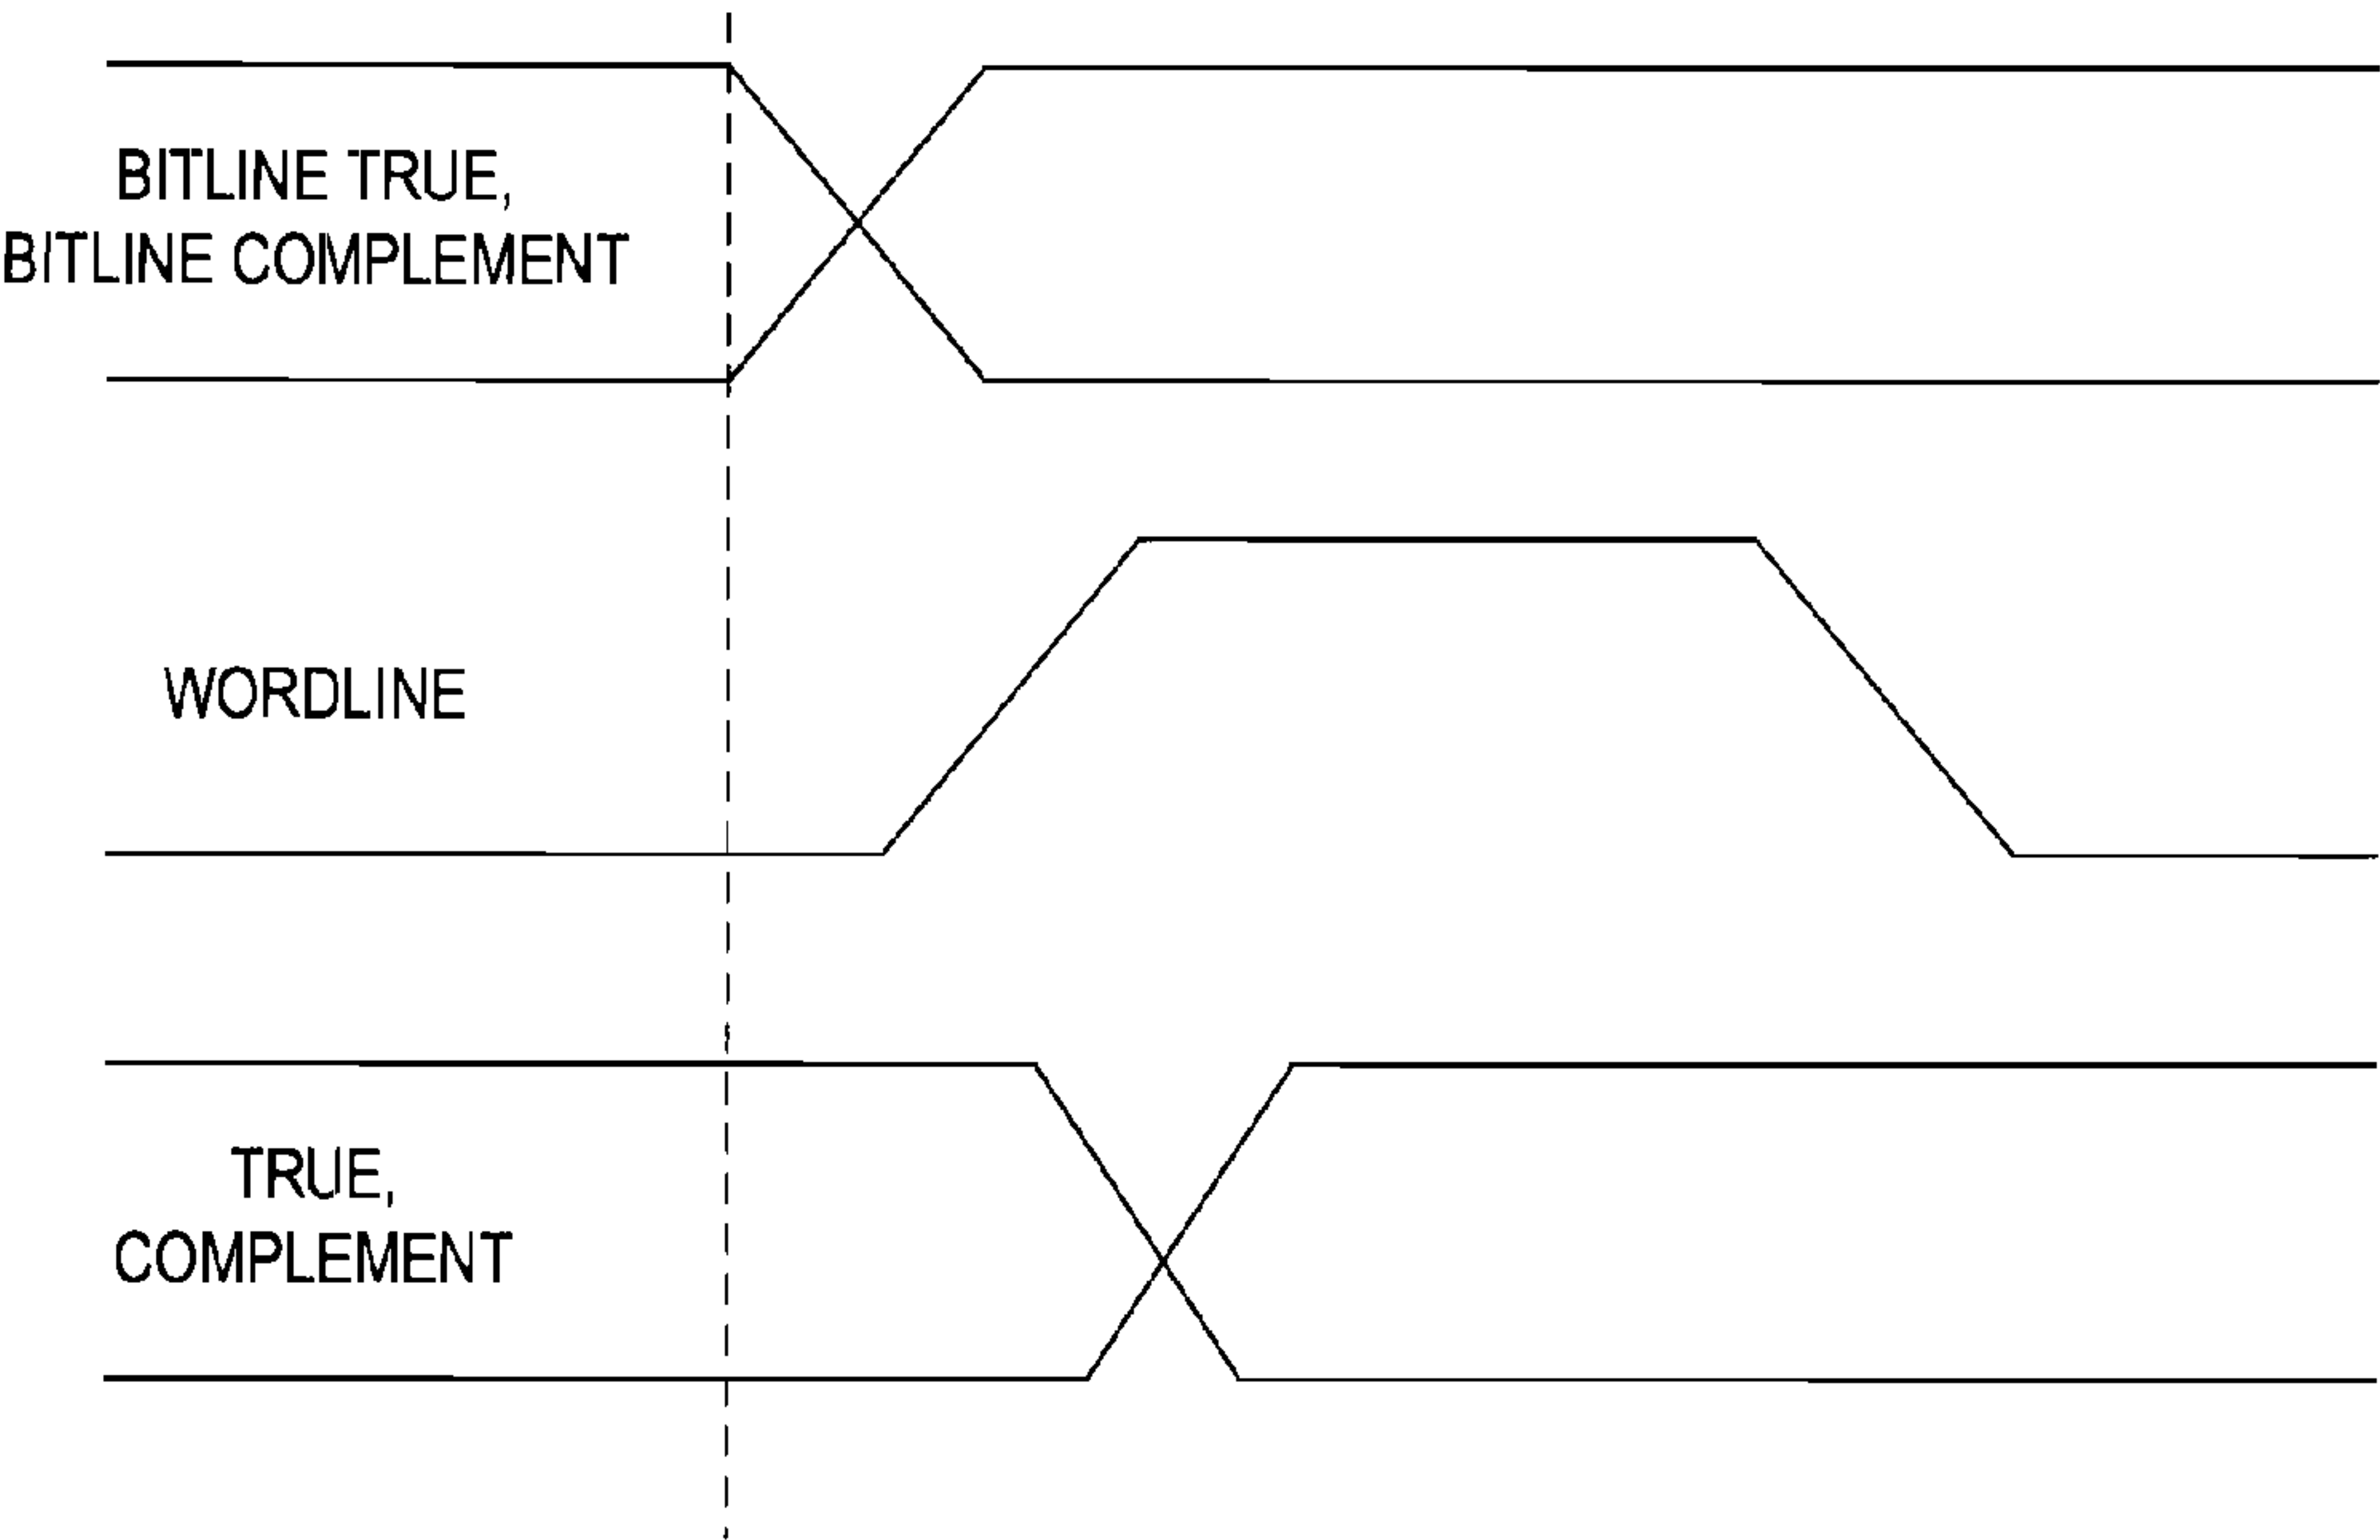 BITLINE TRUE,
BITLINE COMPLEMENT
WORDLINE
TRUE,
COMPLEMENT